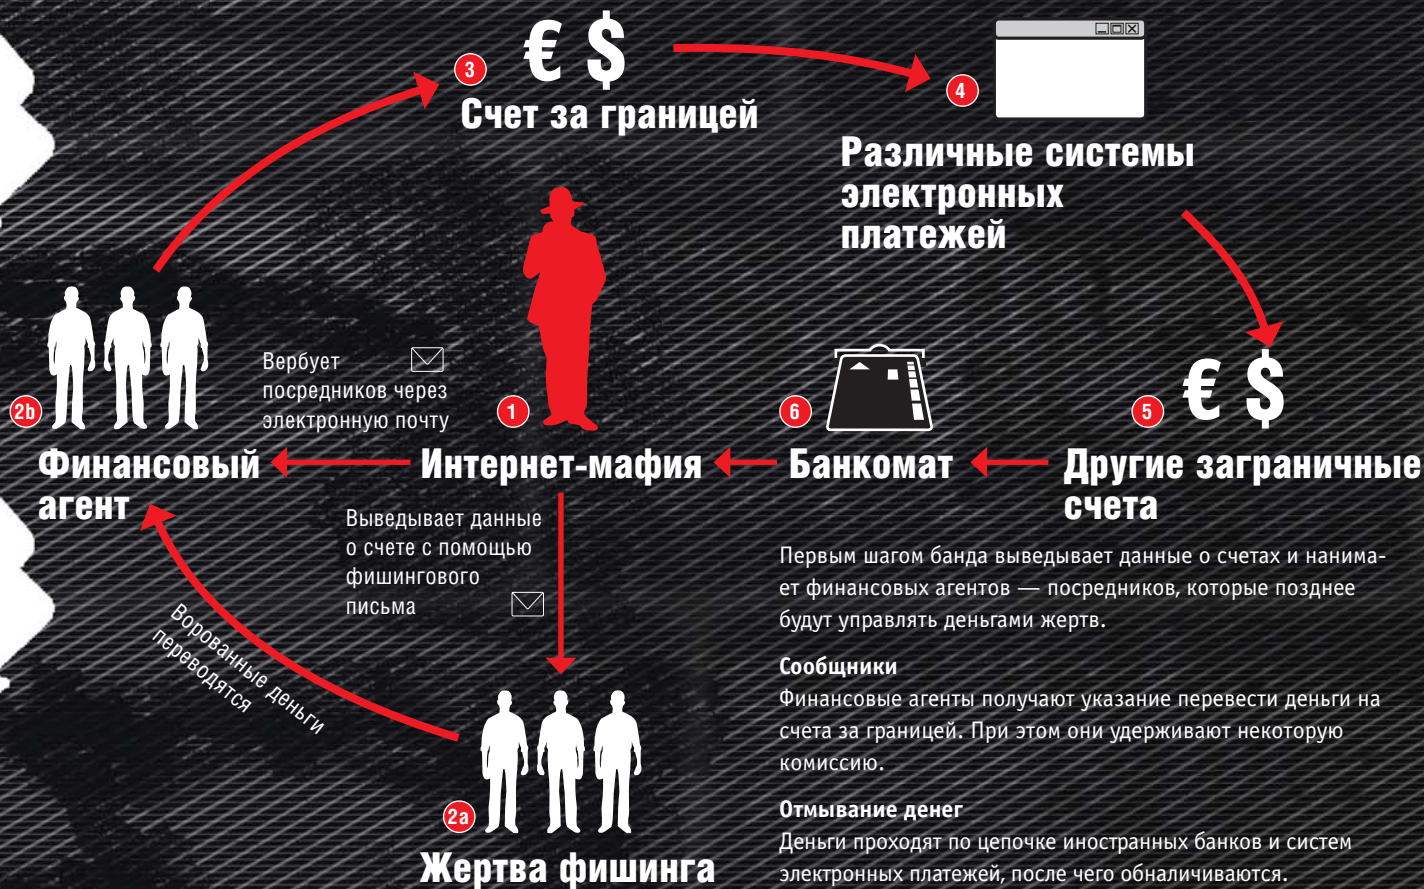 3
€ $
Счет за границей
4
Различные системы
электронных
платежей
2b
Вербует
посредников через
электронную почту
1
6
5
€ $
Финансовый
агент
Интернет-мафия
Банкомат
Другие заграничные
счета
Выведывает данные
о счете с помощью
фишингового
письма
Ворованные деньги
переводятся
2a
Жертва фишинга
Первым шагом банда выведывает данные о счетах и нанима-
ет финансовых агентов — посредников, которые позднее
будут управлять деньгами жертв.
Сообщники
Финансовые агенты получают указание перевести деньги на
счета за границей. При этом они удерживают некоторую
комиссию.
Отмывание денег
Деньги проходят по цепочке иностранных банков и систем
электронных платежей, после чего обналичиваются.